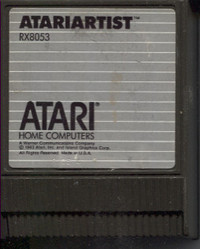 ATARIARTIST™
RX8053
ATARI®
HOME COMPUTERS
A Warner Communications Company
© 1983 Atari, Inc. and Island Graphics Corp.
All Rights Reserved. Made in U.S.A.